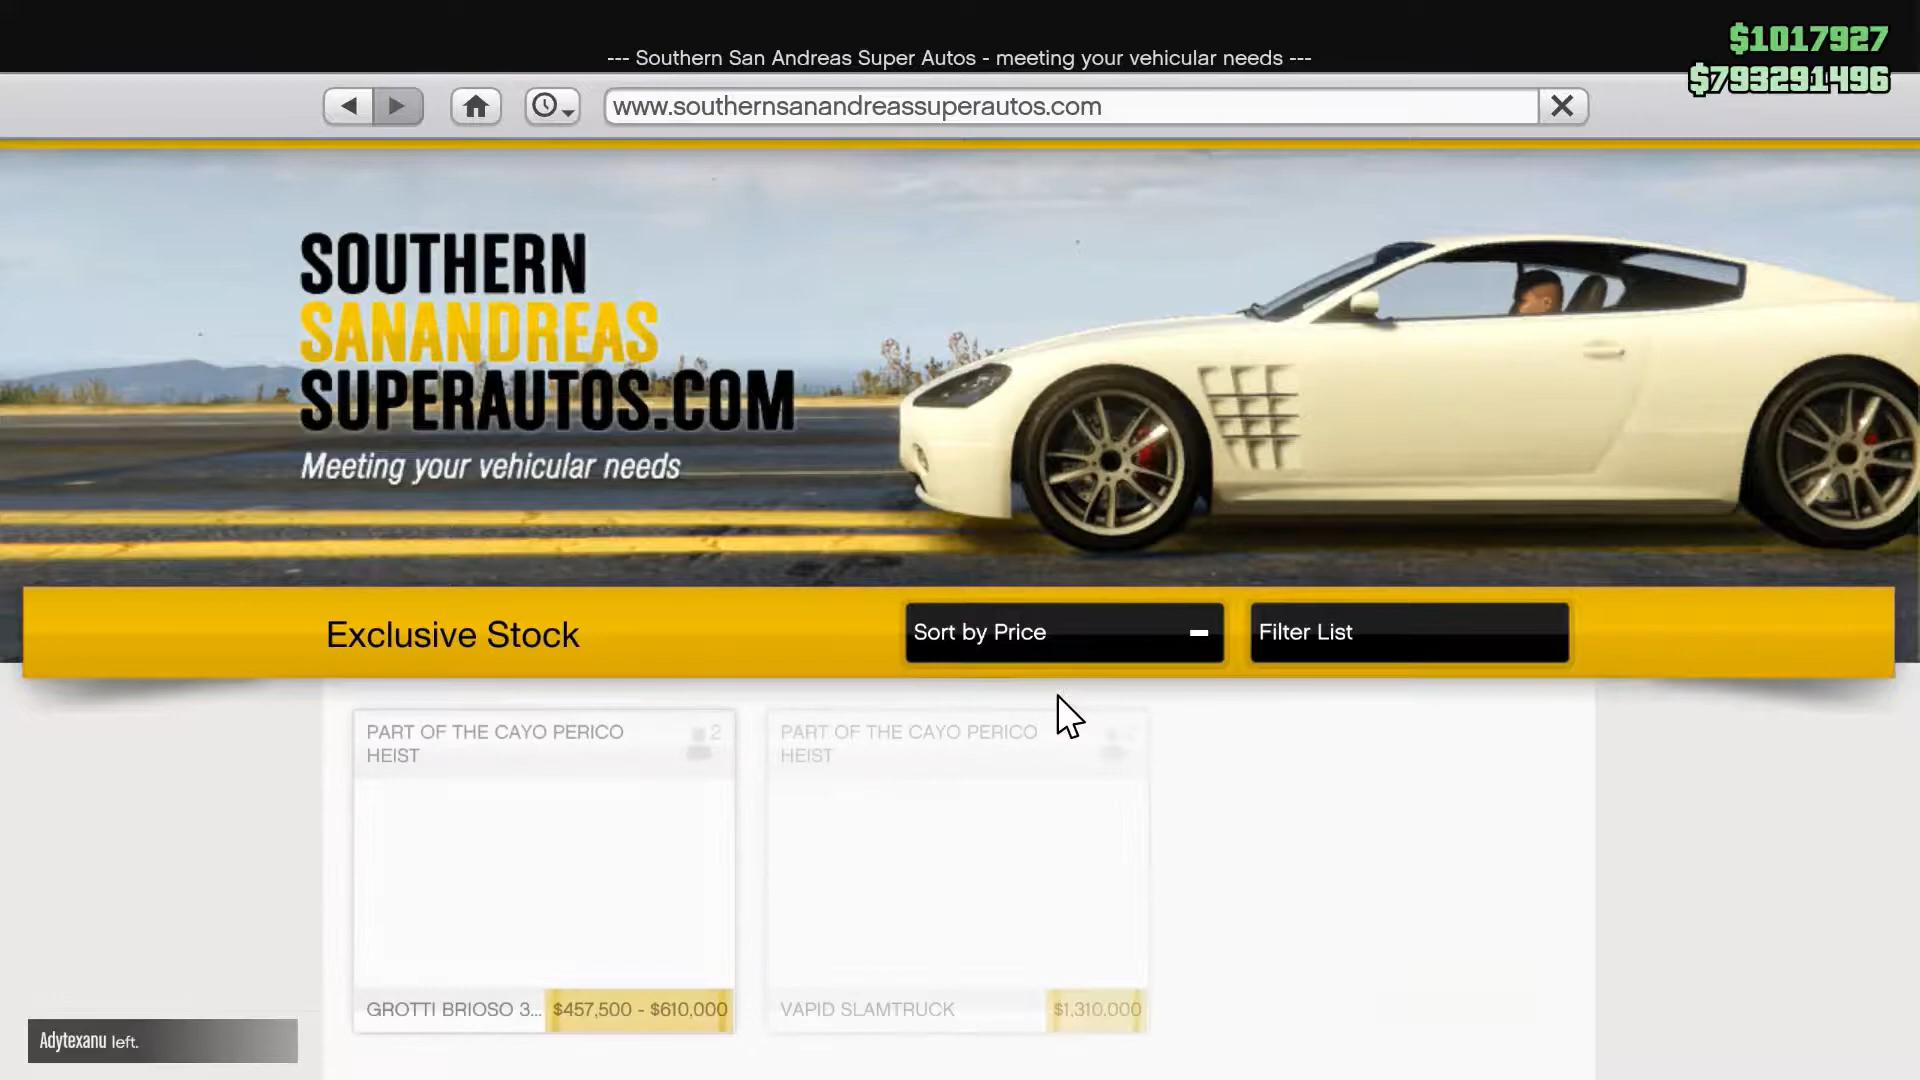 --- Southern San Andreas Super Autos - meeting your vehicular needs ---
$1017927
$793291496
www.southernsanandreassuperautos.com
SOUTHERN
SANANDREAS
SUPERAUTOS.COM
Meeting your vehicular needs
Exclusive Stock
Sort by Price
Filter List
PART OF THE CAYO PERICO
HEIST
2
PART OF THE CAYO PERICO
HEIST
GROTTI BRIOSO 3... $457,500 - $610,000
VAPID SLAMTRUCK $1,310,000
Adytexanu left.